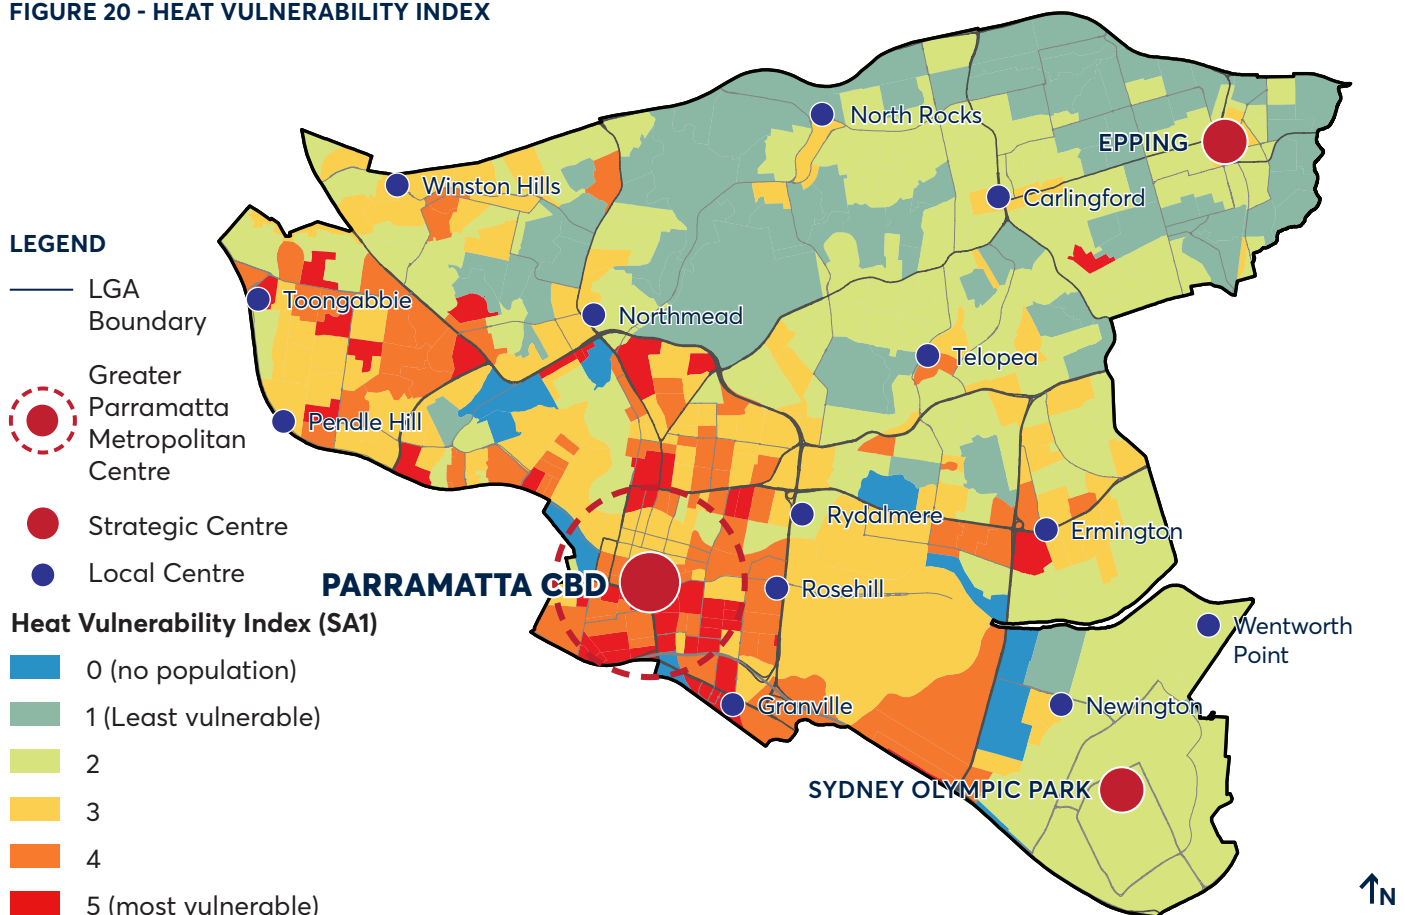 FIGURE 20 - HEAT VULNERABILITY INDEX
North Rocks
EPPING
Winston Hills
Carlingford
LEGEND
LGA
Boundary
Toongabbie
Northmead
Telopea
Greater
Parramatta
Metropolitan
Centre
Pendle Hill
Strategic Centre
Rydalmere
Ermington
Local Centre
PARRAMATTA CBD
Rosehill
Heat Vulnerability Index (SA1)
Wentworth
Point
0 (no population)
1 (Least vulnerable)
Granville
Newington
2
SYDNEY OLYMPIC PARK
3
4
5 (most vulnerable)
N